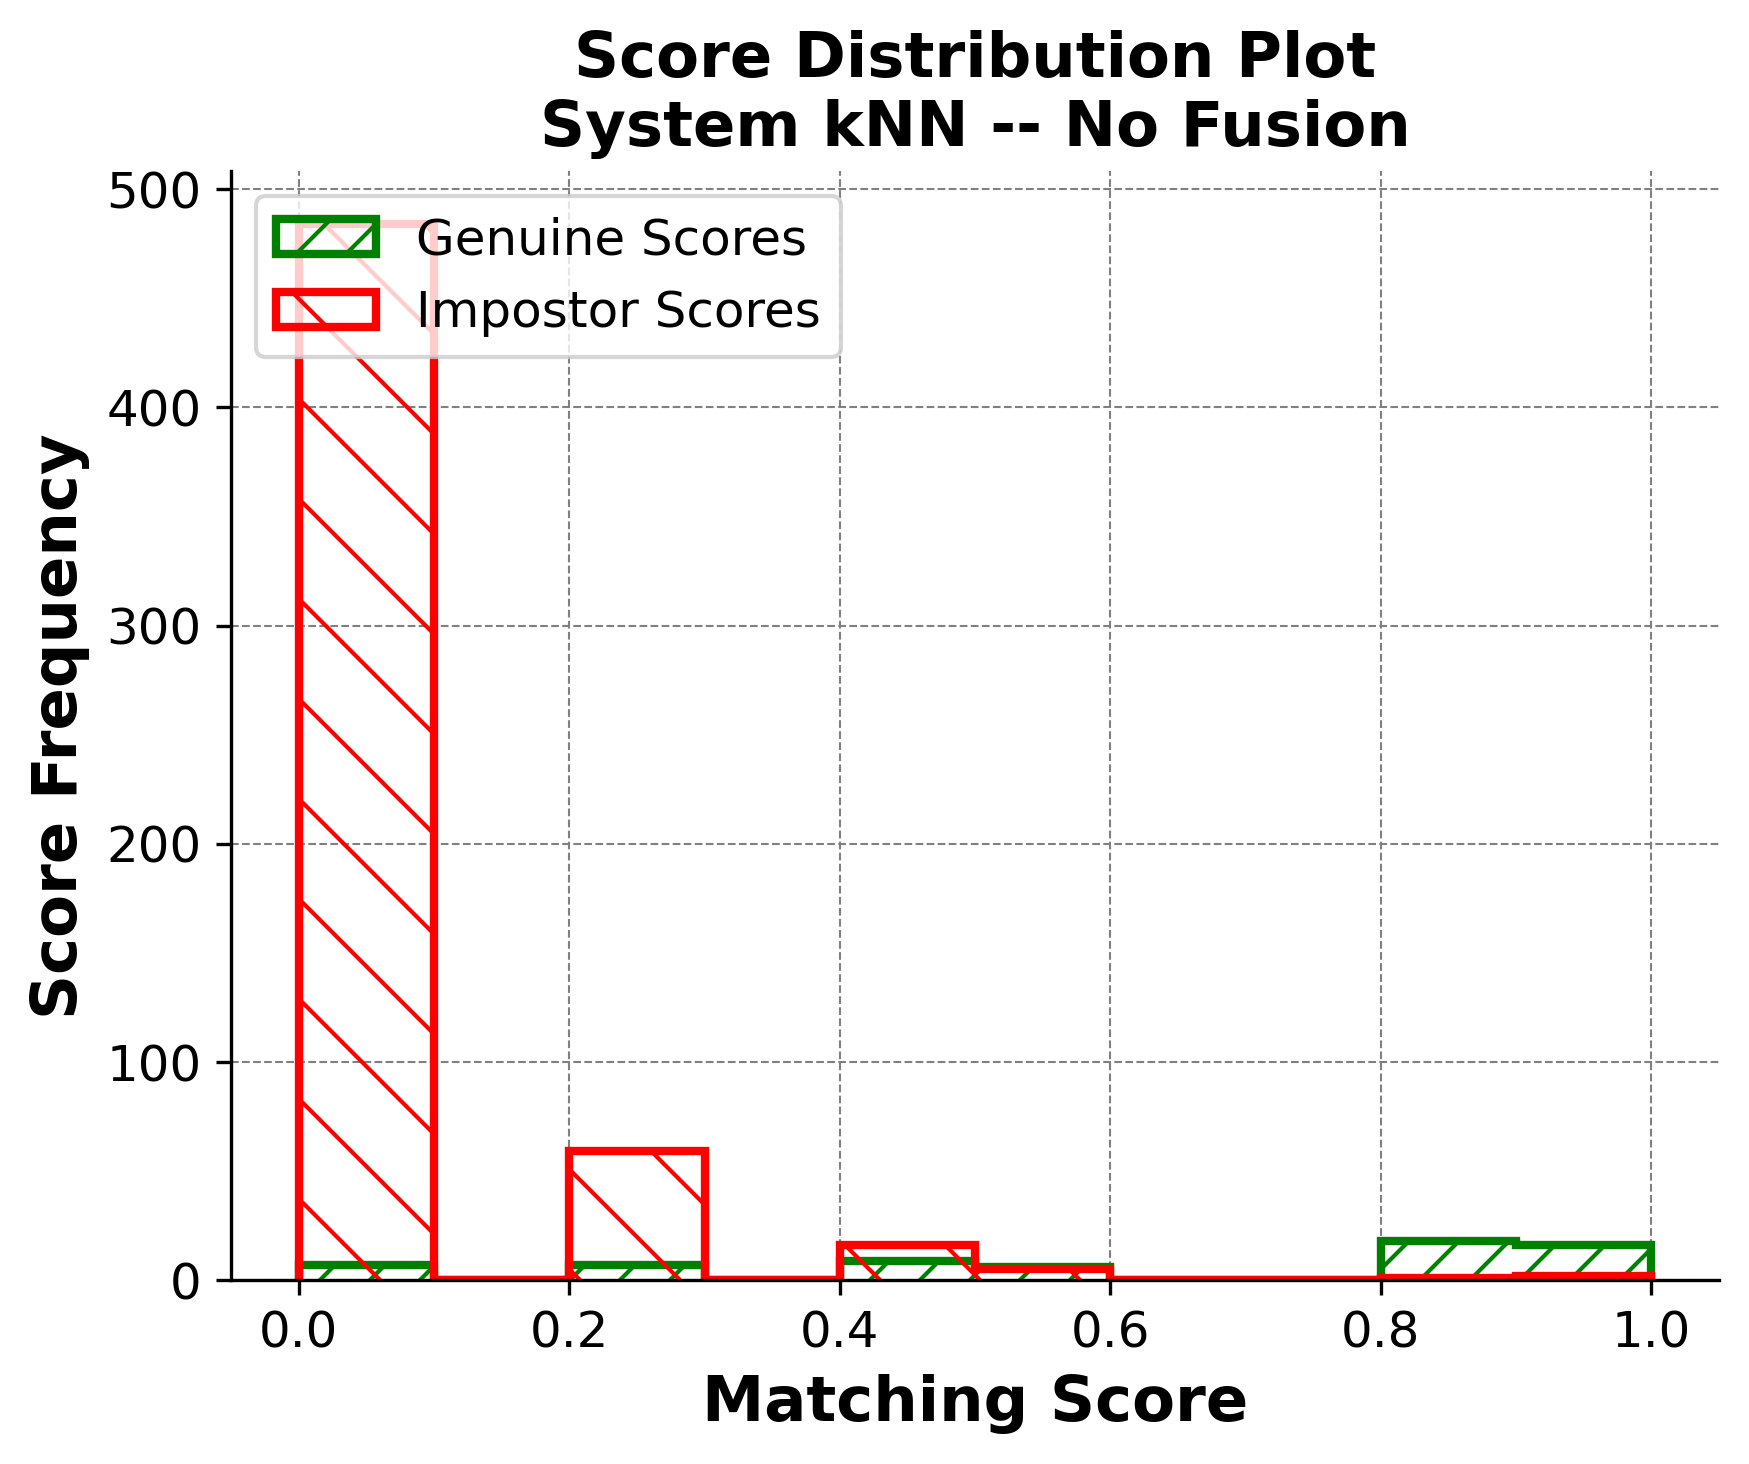 Score Distribution Plot
System kNN -- No Fusion
Genuine Scores
Impostor Scores
Score Frequency
500
400
300
200
100
0
0.0 0.2 0.4 0.6 0.8 1.0
Matching Score